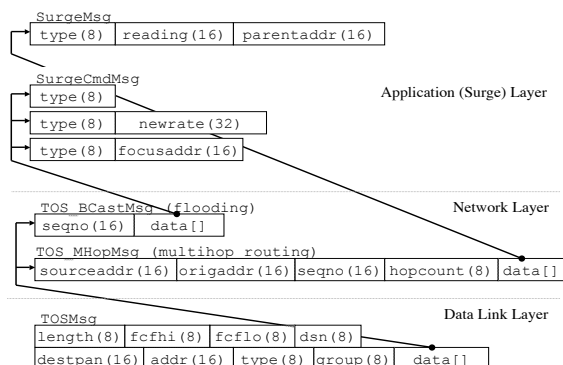 SurgeMsg
type(8) reading(16) parentaddr(16)
SurgeCmdMsg
type(8)
Application (Surge) Layer
type(8) newrate(32)
type(8) focusaddr(16)
TOS_BCastMsg (flooding)
Network Layer
seqno(16) data[]
TOS_MHopMsg (multihop routing)
sourceaddr(16) origaddr(16) seqno(16) hopcount(8) data[]
Data Link Layer
TOSMsg
length(8) fcfhi(8) fcflo(8) dsn(8)
destpan(16) addr(16) type(8) group(8) data[]